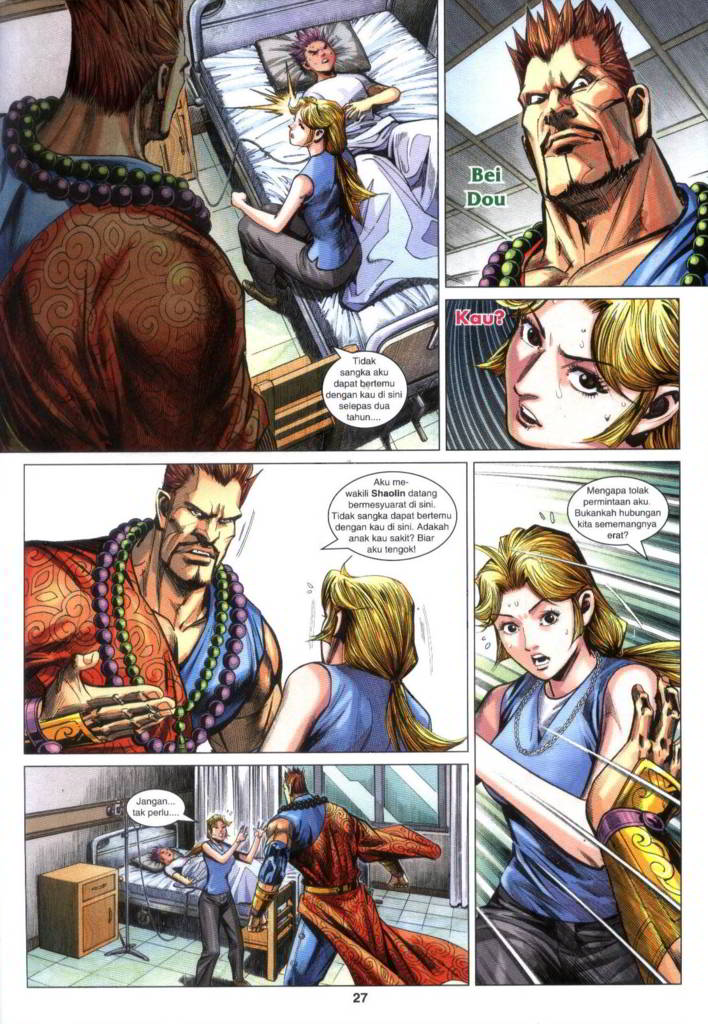 Tidak
sangka aku
dapat bertemu
dengan kau di sini
selepas dua
tahun....
Bei
Dou
Kau?
Aku me-
wakili Shaolin datang
bermesyuarat di sini.
Tidak sangka dapat bertemu
dengan kau di sini. Adakah
anak kau sakit? Biar
aku tengok!
Mengapa tolak
permintaan aku.
Bukankah hubungan
kita sememangnya
erat?
Jangan...
tak perlu....
27